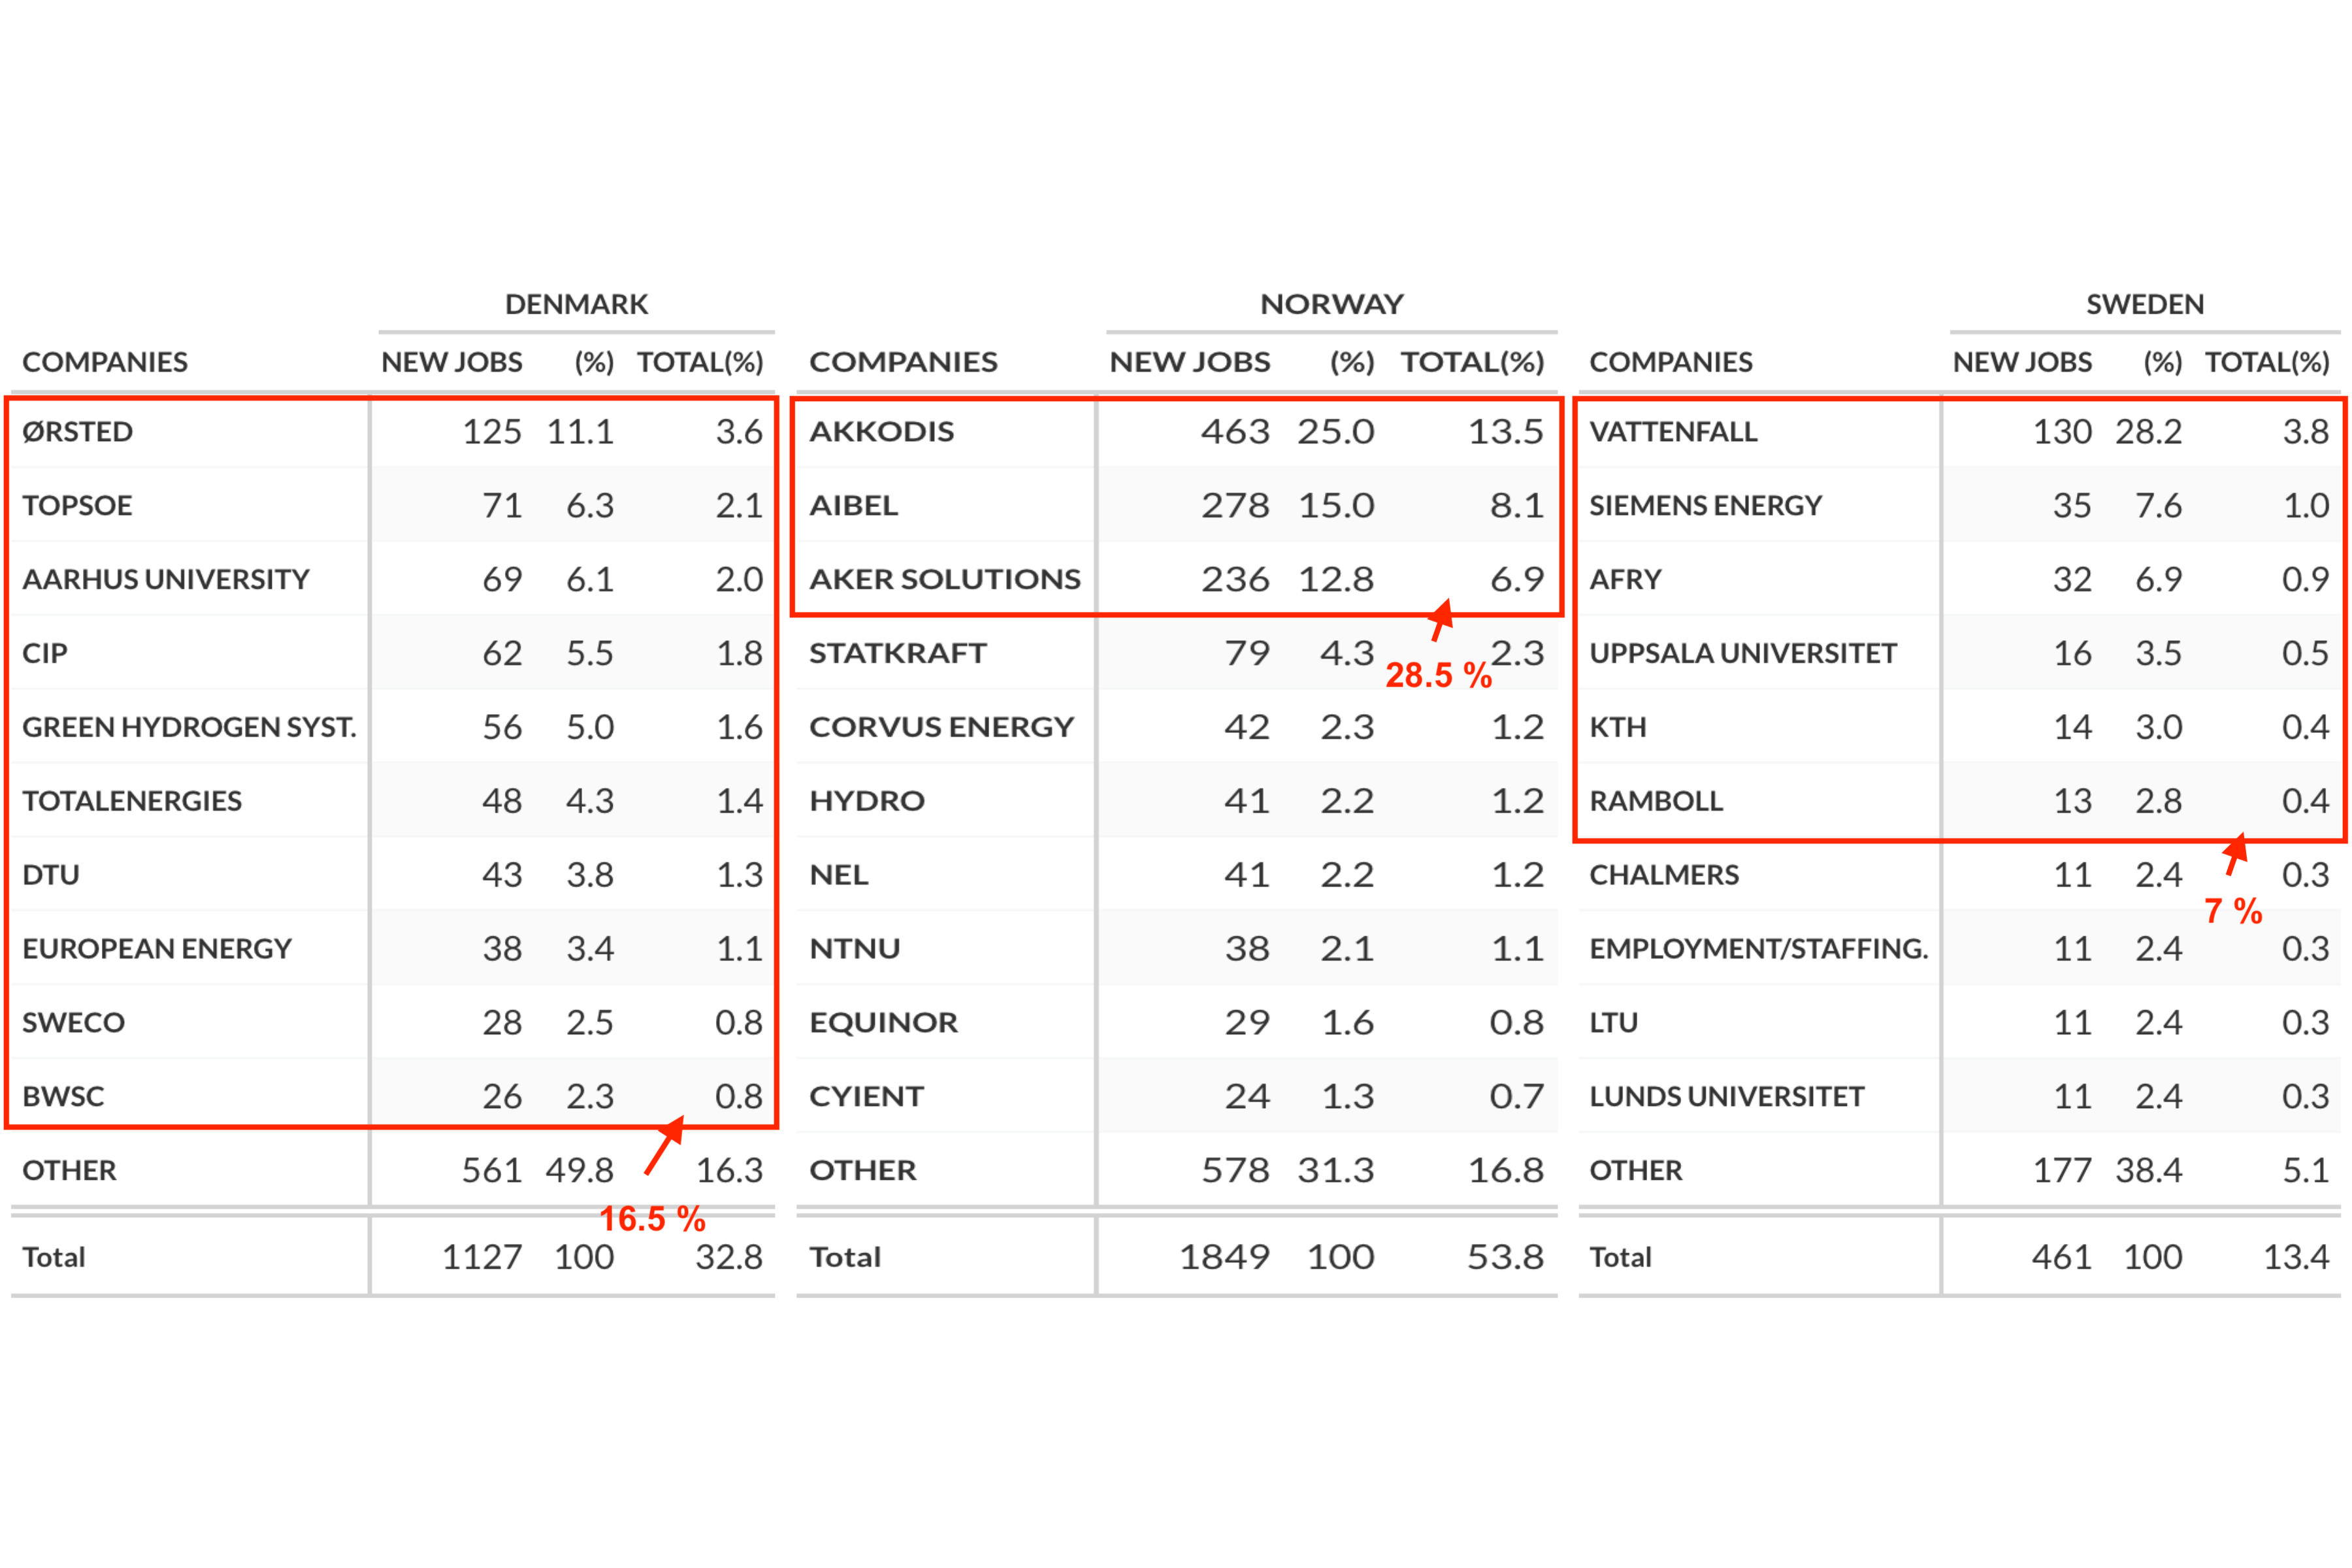 DENMARK NORWAY SWEDEN
COMPANIES NEW JOBS (%) TOTAL(%) COMPANIES NEW JOBS (%) TOTAL(%) COMPANIES NEW JOBS (%) TOTAL(%)
ØRSTED 125 11.1 3.6 AKKODIS 463 25.0 13.5 VATTENFALL 130 28.2 3.8
TOPSOE 71 6.3 2.1 AIBEL 278 15.0 8.1 SIEMENS ENERGY 35 7.6 1.0
AARHUS UNIVERSITY 69 6.1 2.0 AKER SOLUTIONS 236 12.8 6.9 AFRY 32 6.9 0.9
CIP 62 5.5 1.8 STATKRAFT 79 4.3 2.3 UPPSALA UNIVERSITET 16 3.5 0.5
28.5 %
GREEN HYDROGEN SYST. 56 5.0 1.6 CORVUS ENERGY 42 2.3 1.2 KTH 14 3.0 0.4
TOTALENERGIES 48 4.3 1.4 HYDRO 41 2.2 1.2 RAMBOLL 13 2.8 0.4
DTU 43 3.8 1.3 NEL 41 2.2 1.2 CHALMERS 11 2.4 0.3
7 %
EUROPEAN ENERGY 38 3.4 1.1 NTNU 38 2.1 1.1 EMPLOYMENT/STAFFING. 11 2.4 0.3
SWECO 28 2.5 0.8 EQUINOR 29 1.6 0.8 LTU 11 2.4 0.3
BWSC 26 2.3 0.8 CYIENT 24 1.3 0.7 LUNDS UNIVERSITET 11 2.4 0.3
OTHER 561 49.8 16.3 OTHER 578 31.3 16.8 OTHER 177 38.4 5.1
16.5 %
Total 1127 100 32.8 Total 1849 100 53.8 Total 461 100 13.4